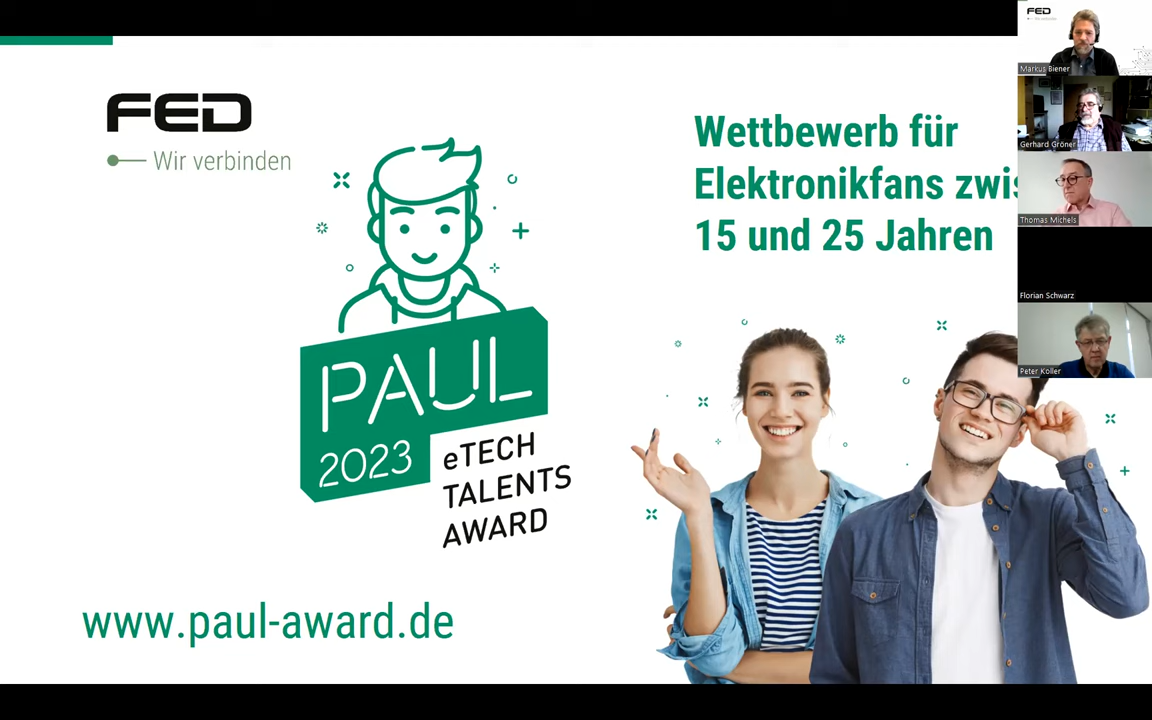 FED
Wir verbinden
PAUL
2023
eTECH
TALENTS
AWARD
www.paul-award.de
Wettbewerb für
Elektronikfans
15 und 25 Jahren
FED
Markus Biener
Gerhard Gröner
Thomas Michels
Florian Schwarz
Peter Koller